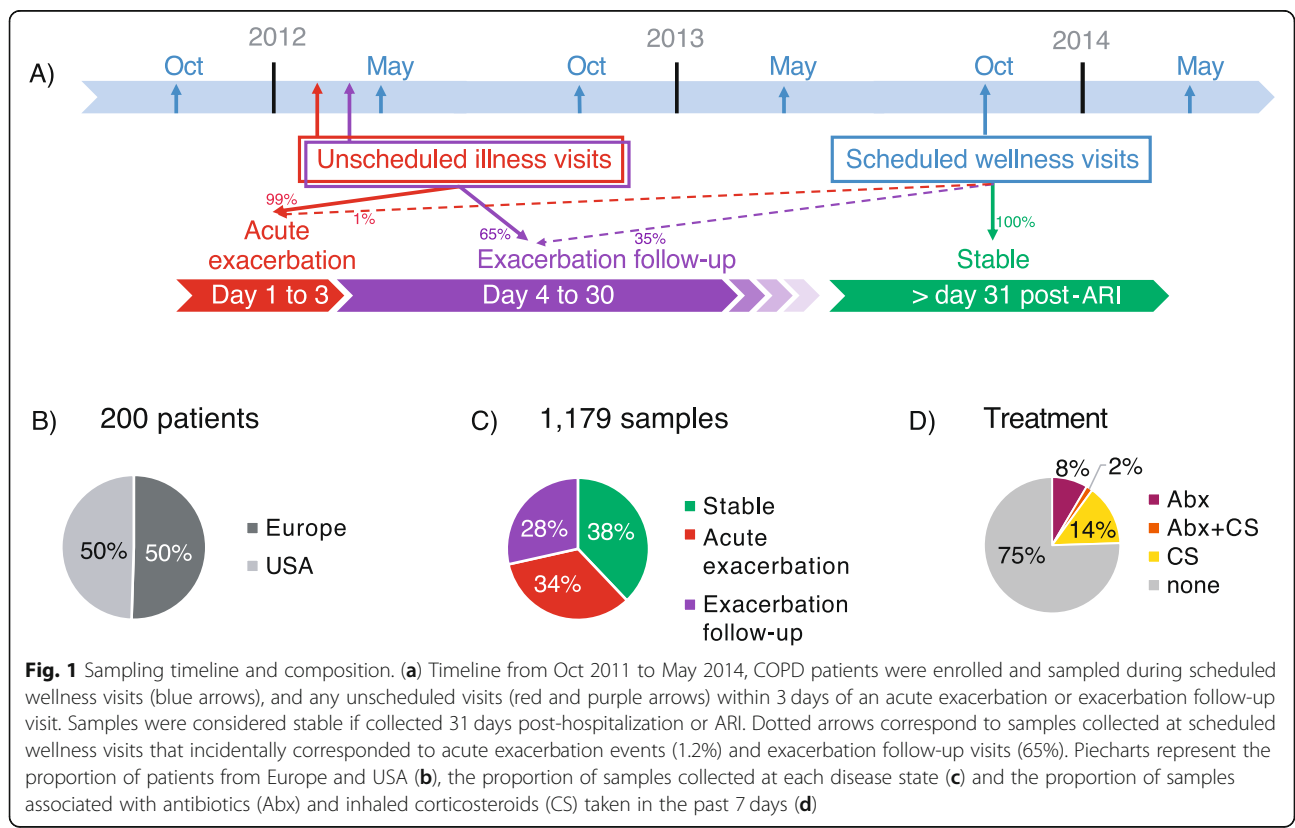 A)
2012
2013
2014
Oct
May
Oct
May
Oct
May
Unscheduled illness visits
Scheduled wellness visits
99%
1%
65%
35%
100%
Acute
exacerbation
Exacerbation follow-up
Stable
Day 1 to 3
Day 4 to 30
> day 31 post-ARI
B) 200 patients
50%
50%
Europe
USA
C) 1,179 samples
28%
38%
34%
Stable
Acute
exacerbation
Exacerbation
follow-up
D) Treatment
8%
2%
14%
75%
Abx
Abx+CS
CS
none
Fig. 1 Sampling timeline and composition. (a) Timeline from Oct 2011 to May 2014, COPD patients were enrolled and sampled during scheduled
wellness visits (blue arrows), and any unscheduled visits (red and purple arrows) within 3 days of an acute exacerbation or exacerbation follow-up
visit. Samples were considered stable if collected 31 days post-hospitalization or ARI. Dotted arrows correspond to samples collected at scheduled
wellness visits that incidentally corresponded to acute exacerbation events (1.2%) and exacerbation follow-up visits (65%). Piecharts represent the
proportion of patients from Europe and USA (b), the proportion of samples collected at each disease state (c) and the proportion of samples
associated with antibiotics (Abx) and inhaled corticosteroids (CS) taken in the past 7 days (d)